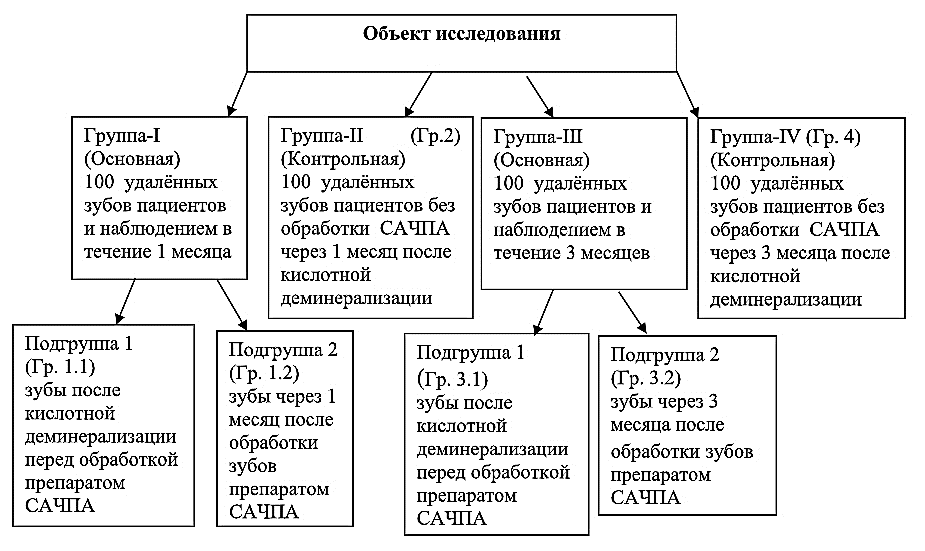 Объект исследования
Группа-I
(Основная)
100 удалённых
зубов пациентов
и наблюдением в
течение 1 месяца
Группа-II (Гр.2)
(Контрольная)
100 удалённых
зубов пациентов без
обработки САЧПА
через 1 месяц после
кислотной
деминерализации
Группа-III
(Основная)
100 удалённых
зубов пациентов и
наблюдением в
течение 3 месяцев
Группа-IV (Гр. 4)
(Контрольная)
100 удалённых
зубов пациентов без
обработки САЧПА
через 3 месяца после
кислотной
деминерализации
Подгруппа 1
(Гр. 1.1)
зубы после
кислотной
деминерализации
перед обработкой
препаратом
САЧПА
Подгруппа 2
(Гр. 1.2)
зубы через 1
месяц после
обработки
зубов
препаратом
САЧПА
Подгруппа 1
(Гр. 3.1)
зубы после
кислотной
деминерализации
перед обработкой
препаратом
САЧПА
Подгруппа 2
(Гр. 3.2)
зубы через 3
месяца после
обработки зубов
препаратом
САЧПА